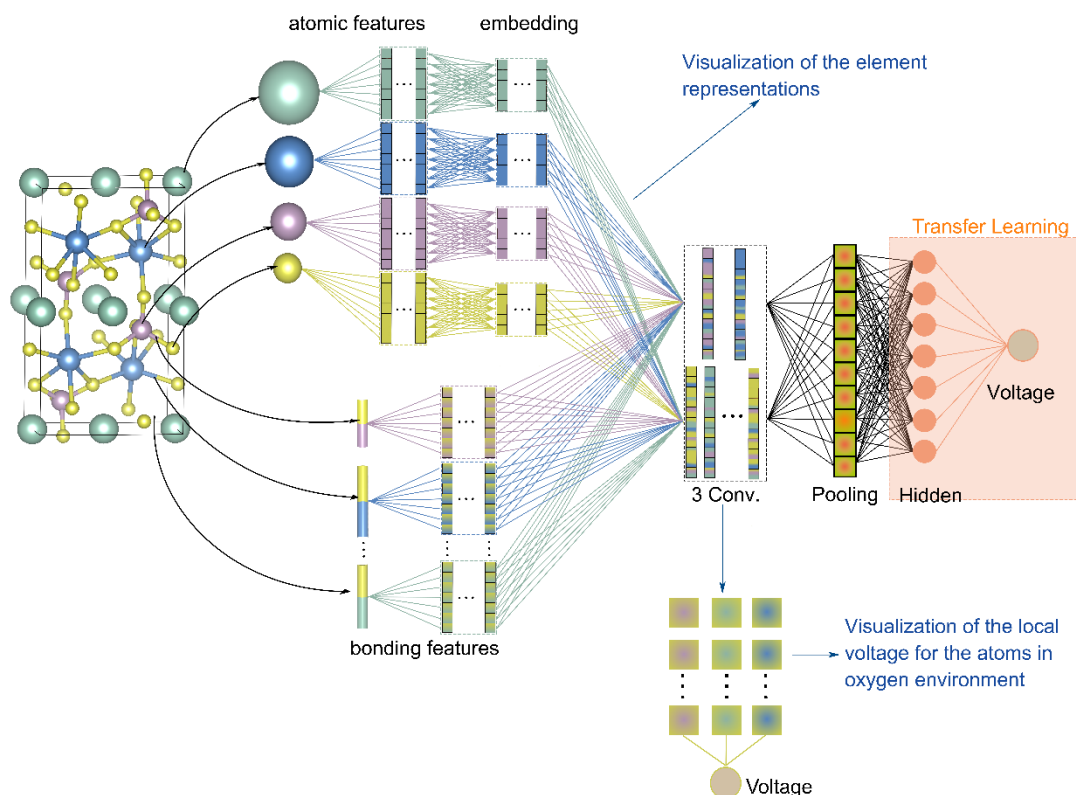 atomic features
embedding
Visualization of the element
representations
Transfer Learning
Voltage
3 Conv.
Pooling
Hidden
bonding features
Visualization of the local
voltage for the atoms in
oxygen environment
Voltage